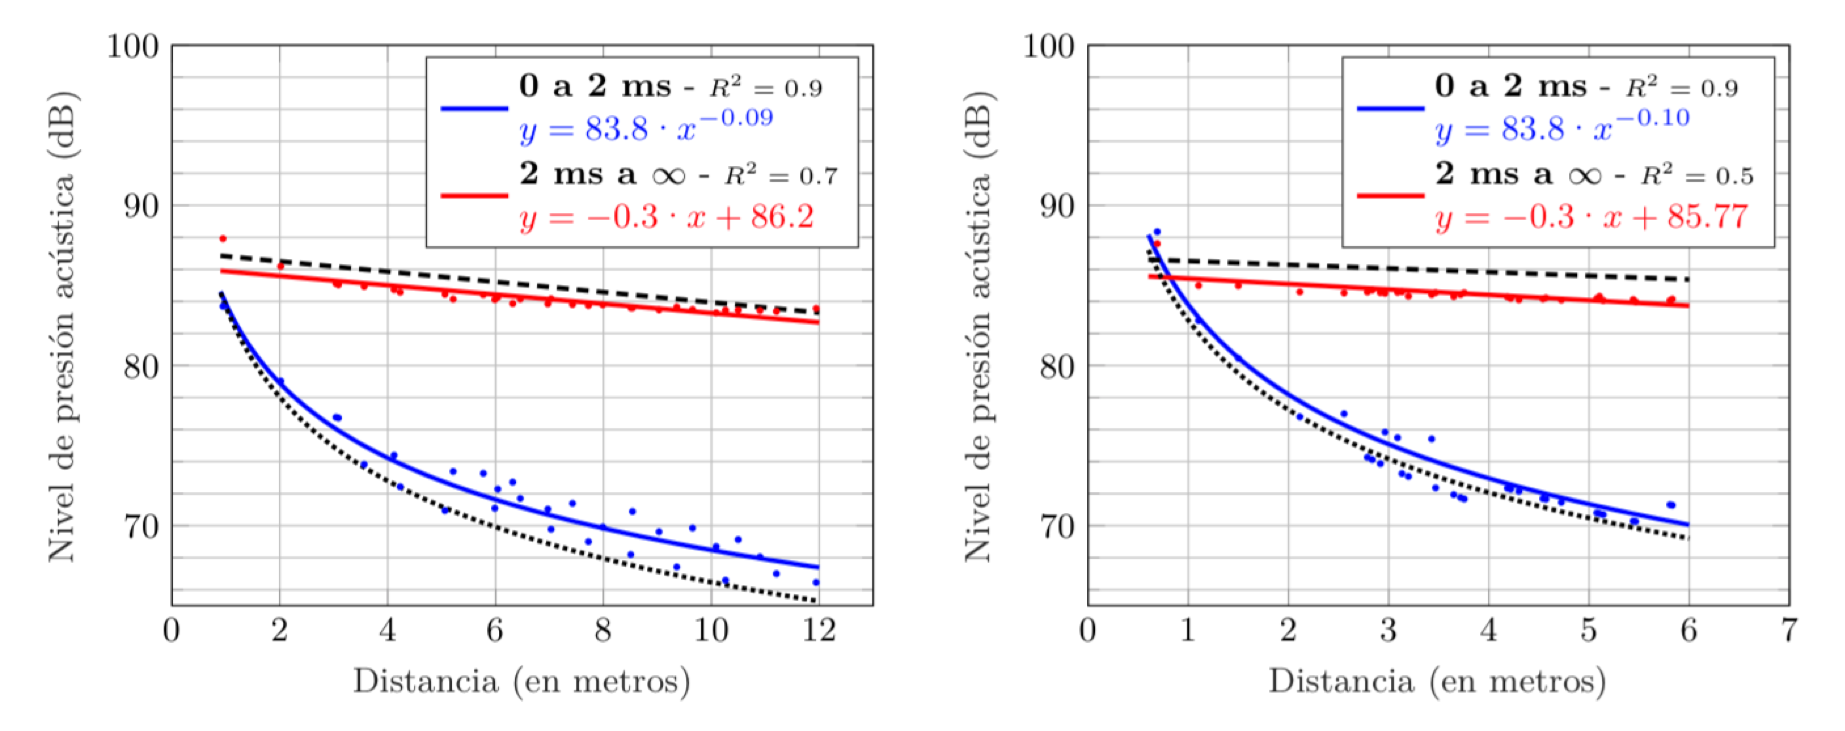 100
90
80
70
0 2 4 6 8 10 12
Nivel de presión acústica (dB)
Distancia (en metros)
0 a 2 ms - R² = 0.9
y = 83.8 · x⁻⁰·⁰⁹
2 ms a ∞ - R² = 0.7
y = −0.3 · x + 86.2
100
90
80
70
0 1 2 3 4 5 6 7
Nivel de presión acústica (dB)
Distancia (en metros)
0 a 2 ms - R² = 0.9
y = 83.8 · x⁻⁰·¹⁰
2 ms a ∞ - R² = 0.5
y = −0.3 · x + 85.77